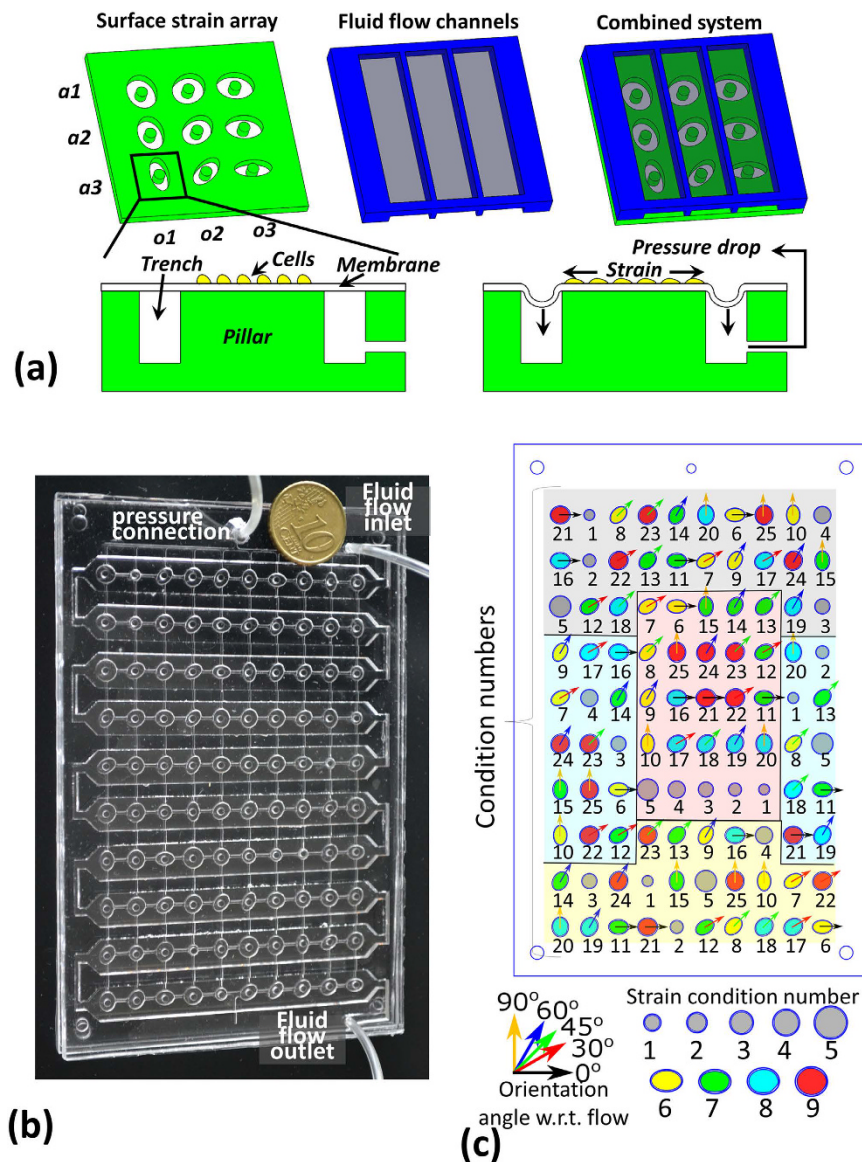 Surface strain array
Fluid flow channels
Combined system
a1
a2
a3
o1 o2 o3
Trench
Cells
Membrane
Pillar
Pressure drop
Strain
(a)
pressure
connection
Fluid
flow
inlet
10
Fluid
flow
outlet
(b)
Condition numbers
21 1 8 23 14 20 6 25 10 4
16 2 22 13 11 7 9 17 24 15
5 12 18 7 6 15 14 13 19 3
9 17 16 8 25 24 23 12 20 2
7 4 14 9 16 21 22 11 1 13
24 23 3 10 17 18 19 20 8 5
15 25 6 5 4 3 2 1 18 11
10 22 12 23 13 9 16 4 21 19
14 3 24 1 15 5 25 10 7 22
20 19 11 21 2 12 8 18 17 6
90°
60°
45°
30°
0°
Orientation
angle w.r.t. flow
Strain condition number
1 2 3 4 5
6 7 8 9
(c)